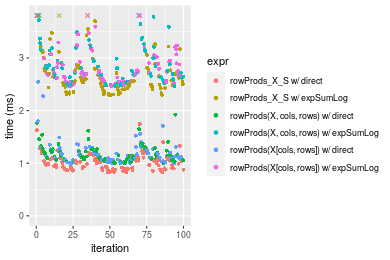 expr
rowProds_X_S w/ direct
rowProds_X_S w/ expSumLog
rowProds(X, cols, rows) w/ direct
rowProds(X, cols, rows) w/ expSumLog
rowProds(X[cols, rows]) w/ direct
rowProds(X[cols, rows]) w/ expSumLog
time (ms)
3
2
1
0
0 25 50 75 100
iteration